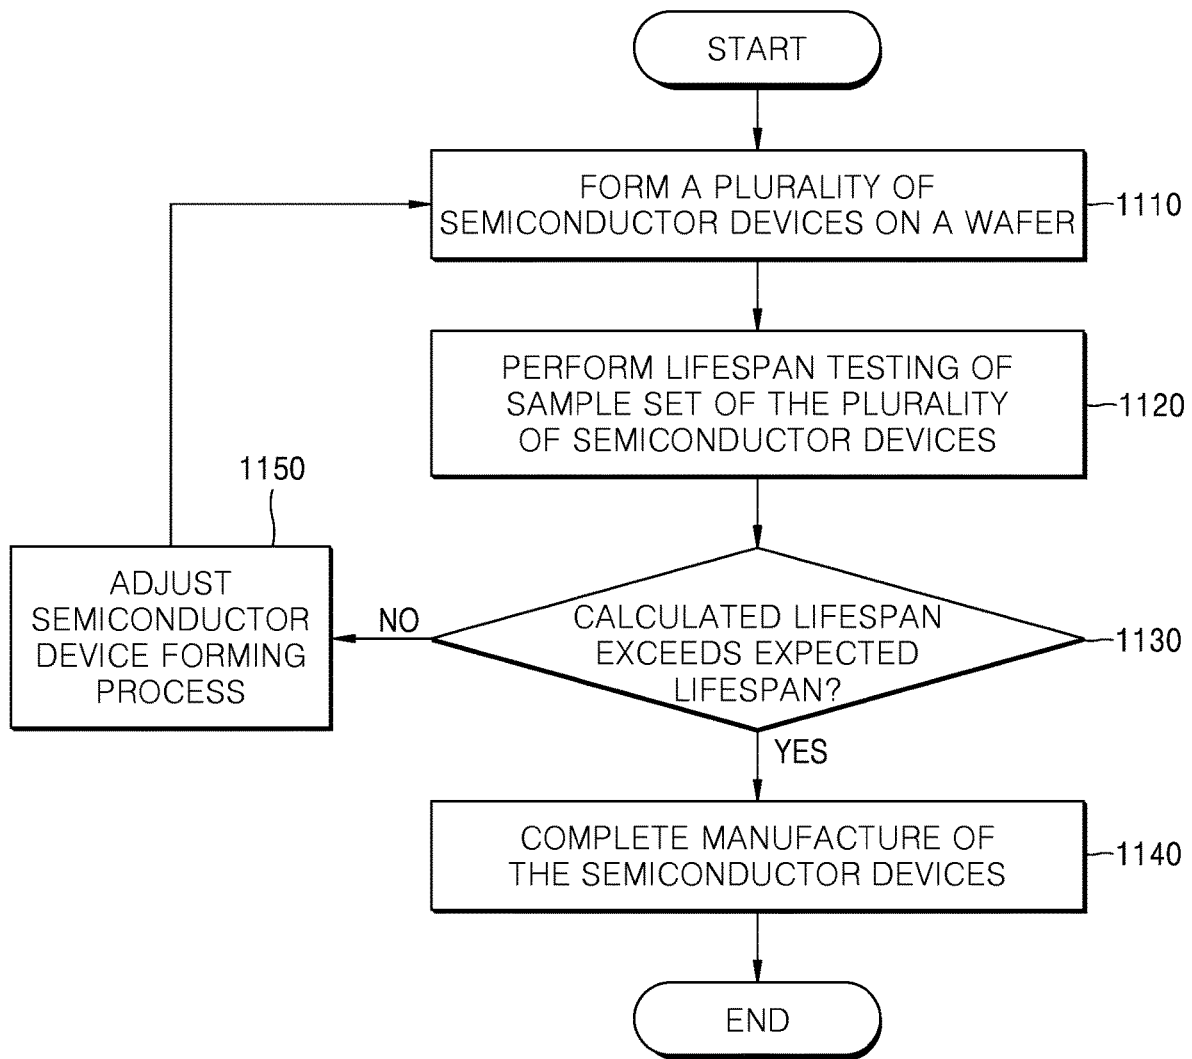 START
FORM A PLURALITY OF
SEMICONDUCTOR DEVICES ON A WAFER
1110
PERFORM LIFESPAN TESTING OF
SAMPLE SET OF THE PLURALITY
OF SEMICONDUCTOR DEVICES
1120
1150
ADJUST
SEMICONDUCTOR
DEVICE FORMING
PROCESS
NO
CALCULATED LIFESPAN
EXCEEDS EXPECTED
LIFESPAN?
1130
YES
COMPLETE MANUFACTURE OF
THE SEMICONDUCTOR DEVICES
1140
END